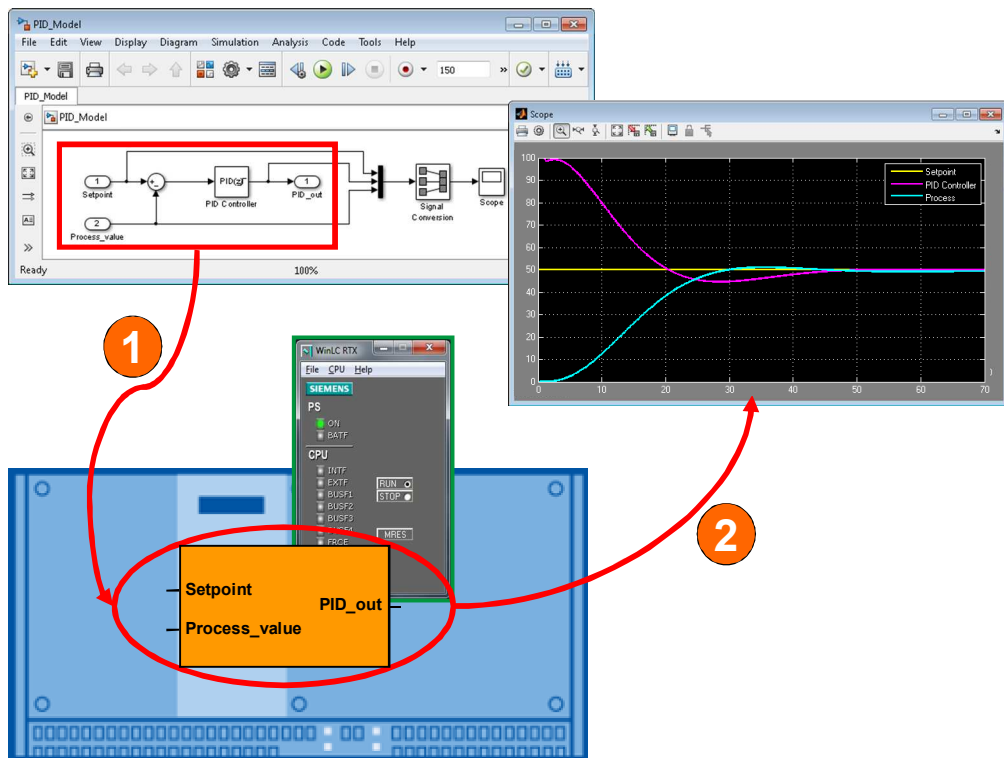 PID_Model
File Edit View Display Diagram Simulation Analysis Code Tools Help
150 »
PID_Model
PID_Model
1
Setpoint
+
-
PID(z)
PID Controller
1
PID_out
2
Process_value
Signal
Conversion
Scope
»
Ready 100%
Scope
100
90
80
70
60
50
40
30
20
10
0
0 10 20 30 40 50 60 70
Setpoint
PID Controller
Process
1
WinLC RTX
File CPU Help
SIEMENS
PS
ON
BATF
CPU
INTF
EXTF
BUSF1
BUSF2
BUSF3
FRCE
RUN
STOP
MRES
Setpoint
PID_out
Process_value
2